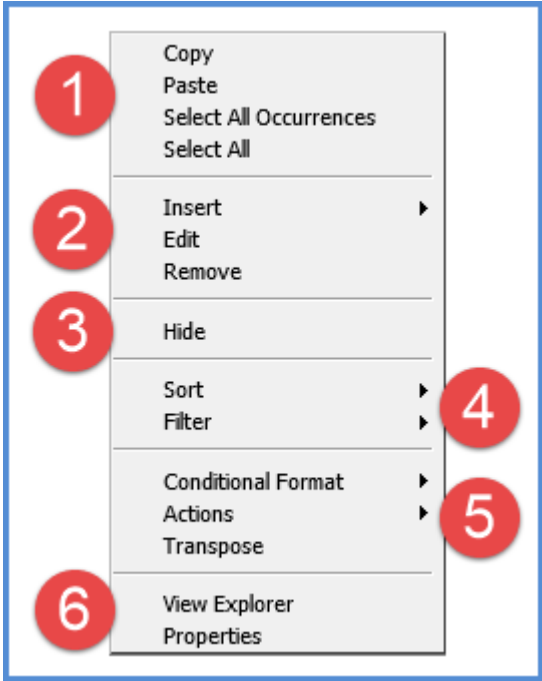 1
Copy
Paste
Select All Occurrences
Select All
2
Insert
Edit
Remove
3
Hide
Sort
Filter
4
Conditional Format
Actions
Transpose
5
6
View Explorer
Properties